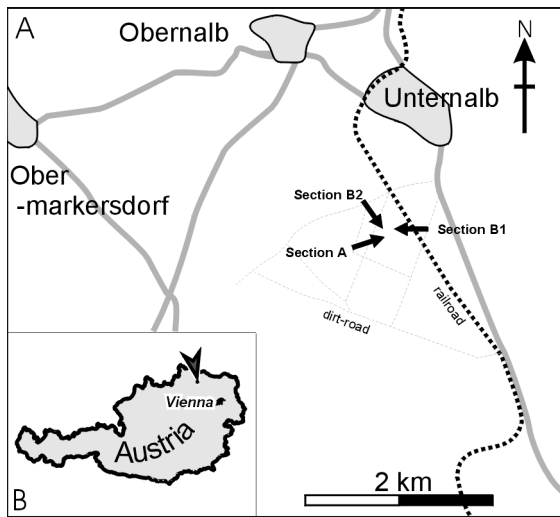 A
Obernalb
N
Unternalb
Ober
-markersdorf
Section B2
Section B1
Section A
railroad
dirt-road
Vienna
Austria
2 km
B